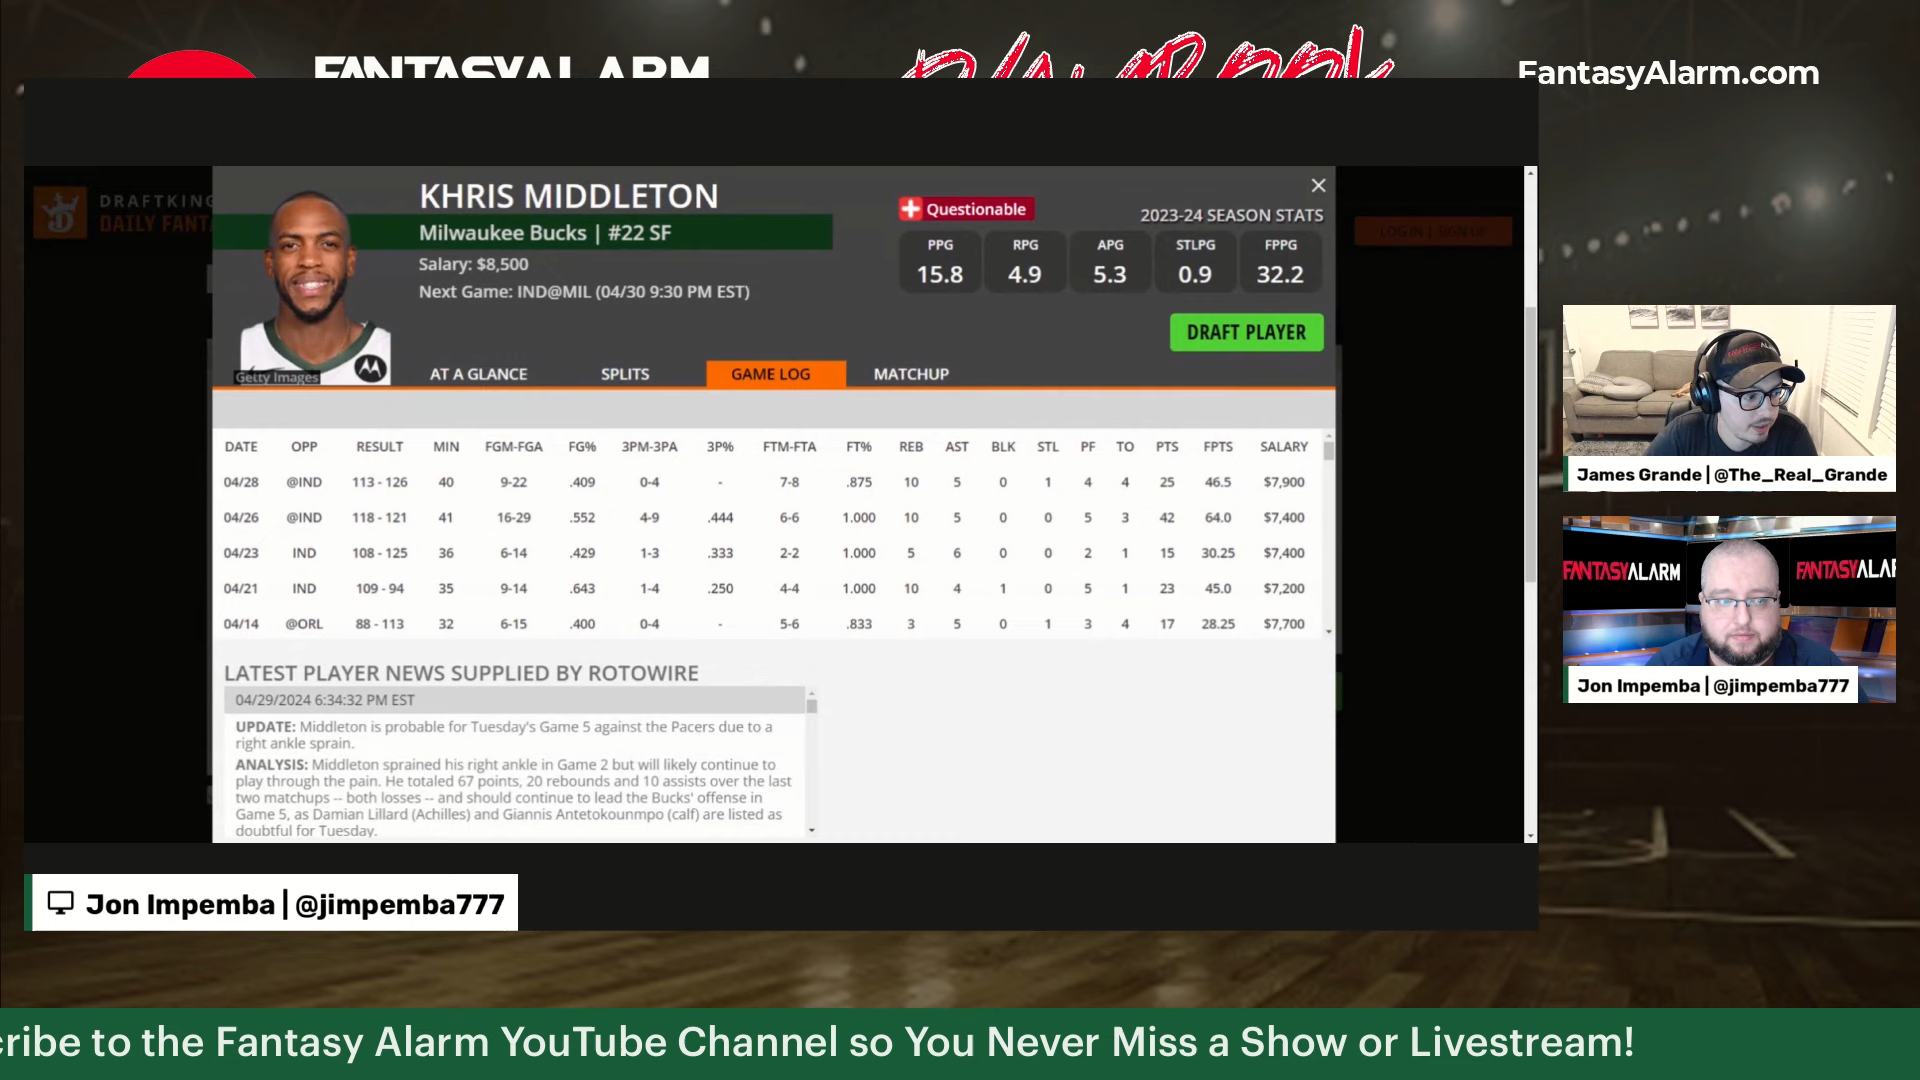 FANTASYALARM
PLAYBOOK
FantasyAlarm.com
DRAFTKING
DAILY FANT
KHRIS MIDDLETON
Milwaukee Bucks | #22 SF
Salary: $8,500
Next Game: IND@MIL (04/30 9:30 PM EST)
Questionable
2023-24 SEASON STATS
PPG RPG APG STLPG FPPG
15.8 4.9 5.3 0.9 32.2
DRAFT PLAYER
LOG IN | SIGN UP
Getty Images
AT A GLANCE SPLITS GAME LOG MATCHUP
DATE OPP RESULT MIN FGM-FGA FG% 3PM-3PA 3P% FTM-FTA FT% REB AST BLK STL PF TO PTS FPTS SALARY
04/28 @IND 113 - 126 40 9-22 .409 0-4 - 7-8 .875 10 5 0 1 4 4 25 46.5 $7,900
04/26 @IND 118 - 121 41 16-29 .552 4-9 .444 6-6 1.000 10 5 0 0 5 3 42 64.0 $7,400
04/23 IND 108 - 125 36 6-14 .429 1-3 .333 2-2 1.000 5 6 0 0 2 1 15 30.25 $7,400
04/21 IND 109 - 94 35 9-14 .643 1-4 .250 4-4 1.000 10 4 1 0 5 1 23 45.0 $7,200
04/14 @ORL 88 - 113 32 6-15 .400 0-4 - 5-6 .833 3 5 0 1 3 4 17 28.25 $7,700
LATEST PLAYER NEWS SUPPLIED BY ROTOWIRE
04/29/2024 6:34:32 PM EST
UPDATE: Middleton is probable for Tuesday's Game 5 against the Pacers due to a
right ankle sprain.
ANALYSIS: Middleton sprained his right ankle in Game 2 but will likely continue to
play through the pain. He totaled 67 points, 20 rebounds and 10 assists over the last
two matchups -- both losses -- and should continue to lead the Bucks' offense in
Game 5, as Damian Lillard (Achilles) and Giannis Antetokounmpo (calf) are listed as
doubtful for Tuesday.
James Grande | @The_Real_Grande
FANTASYALARM
FANTASYALAR
Jon Impemba | @jimpemba777
Jon Impemba | @jimpemba777
cribe to the Fantasy Alarm YouTube Channel so You Never Miss a Show or Livestream!